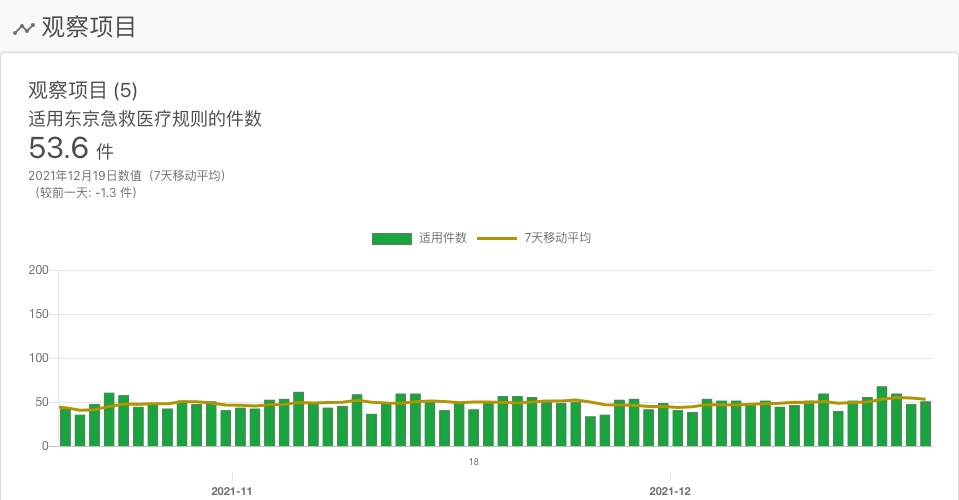 观察项目
观察项目 (5)
适用东京急救医疗规则的件数
53.6 件
2021年12月19日数值（7天移动平均）
（较前一天: -1.3 件）
适用件数 7天移动平均
200
150
100
50
0
18
2021-11 2021-12